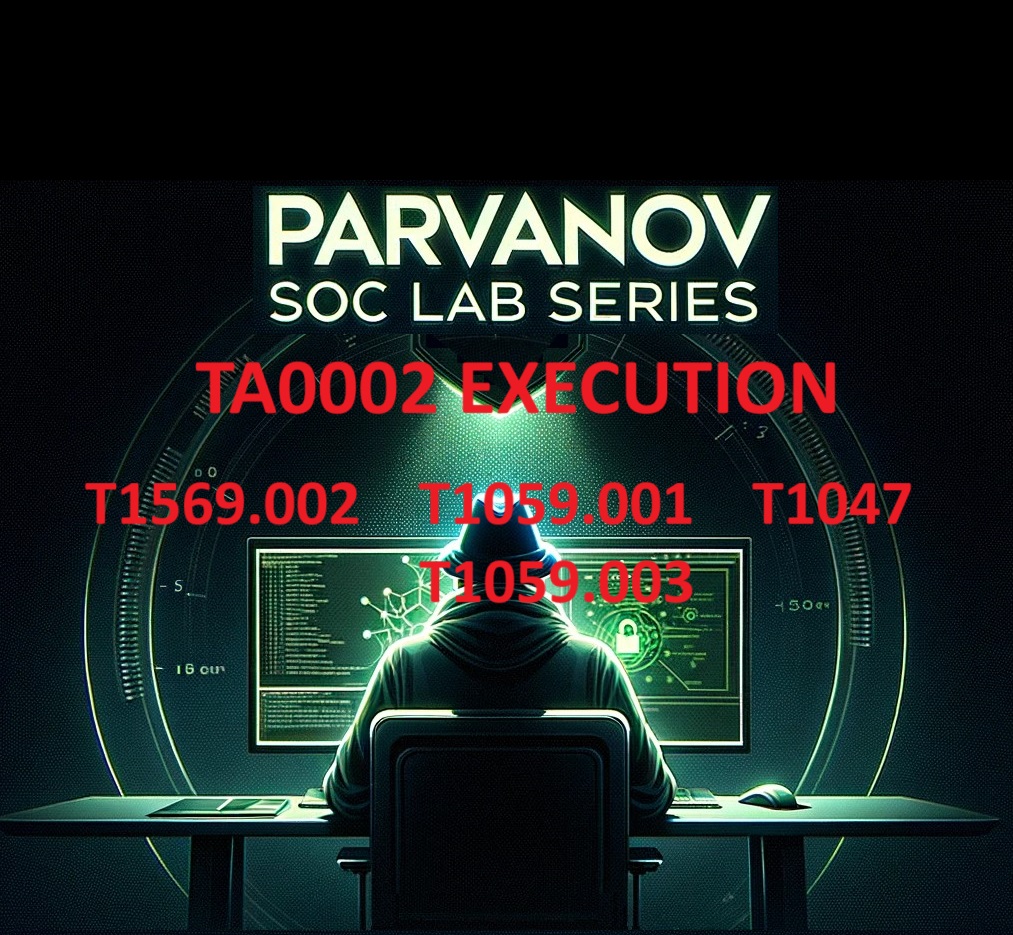 PARVANOV
SOC LAB SERIES
TA0002 EXECUTION
T1569.002 T1059.001 T1047
T1059.003